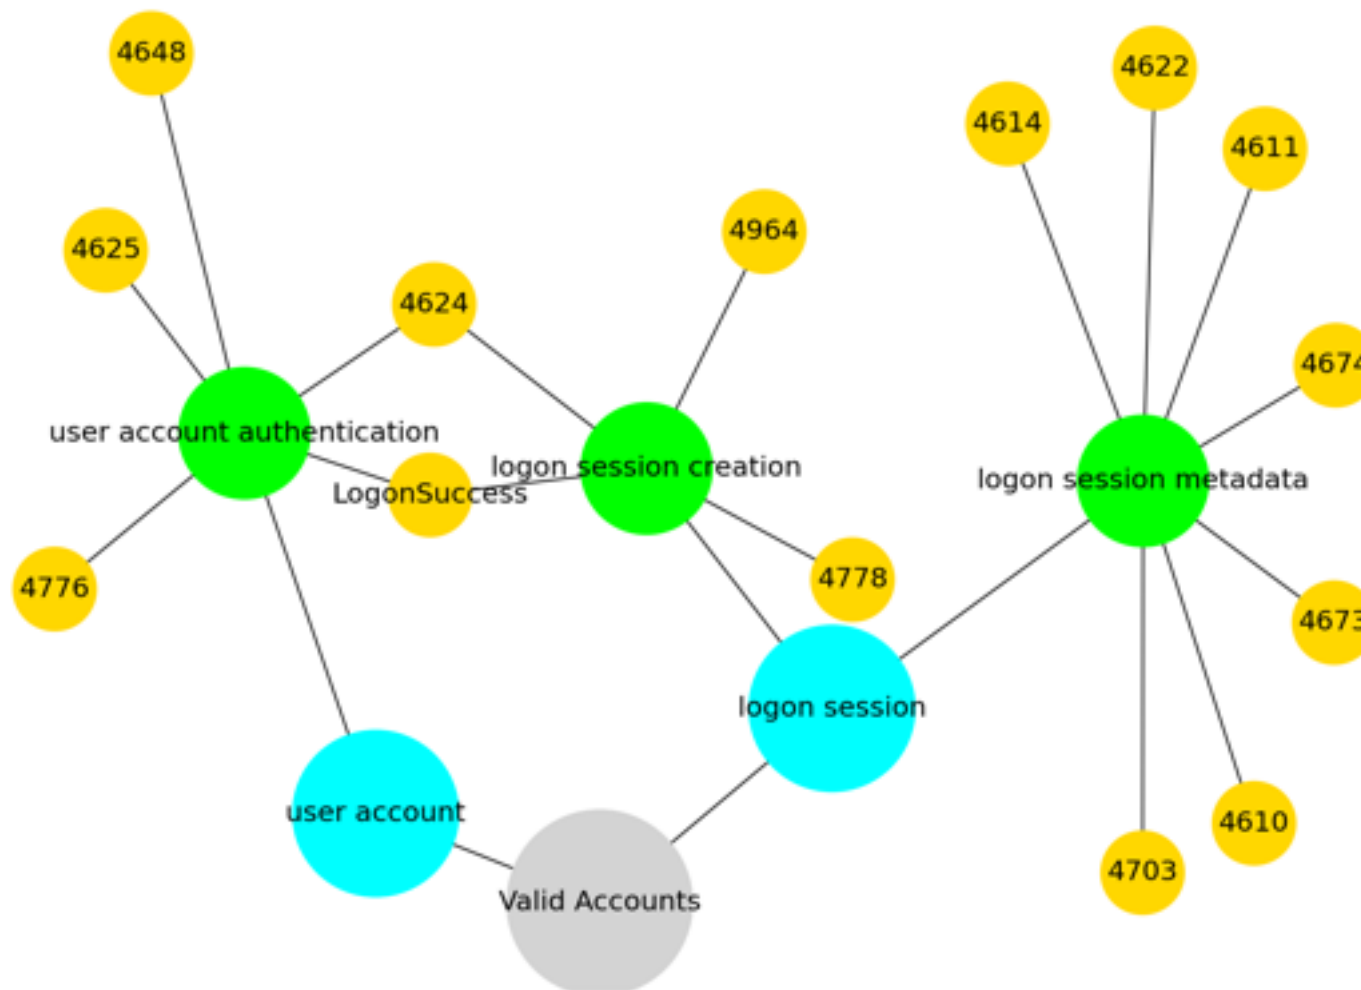 4648
4622
4614
4611
4964
4625
4624
4674
user account authentication
logon session creation
logon session metadata
LogonSuccess
4778
4776
4673
logon session
user account
4610
4703
Valid Accounts